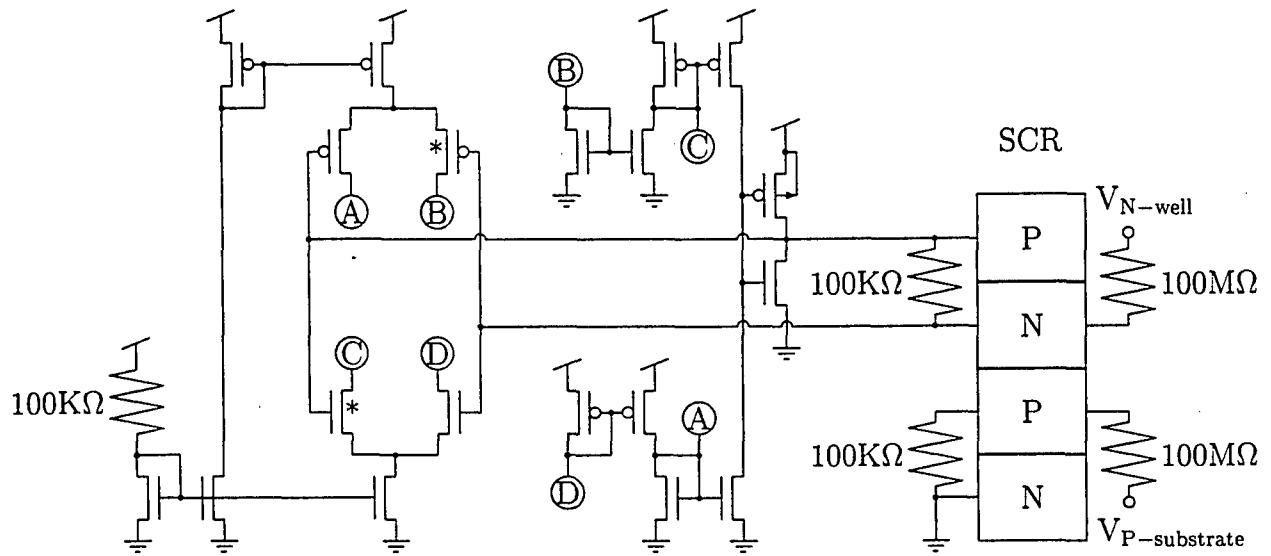 B
SCR
C
V_N-well
*
A
B
P
100KΩ
100MΩ
N
C
D
100KΩ
*
A
P
100KΩ
100MΩ
D
N
V_P-substrate